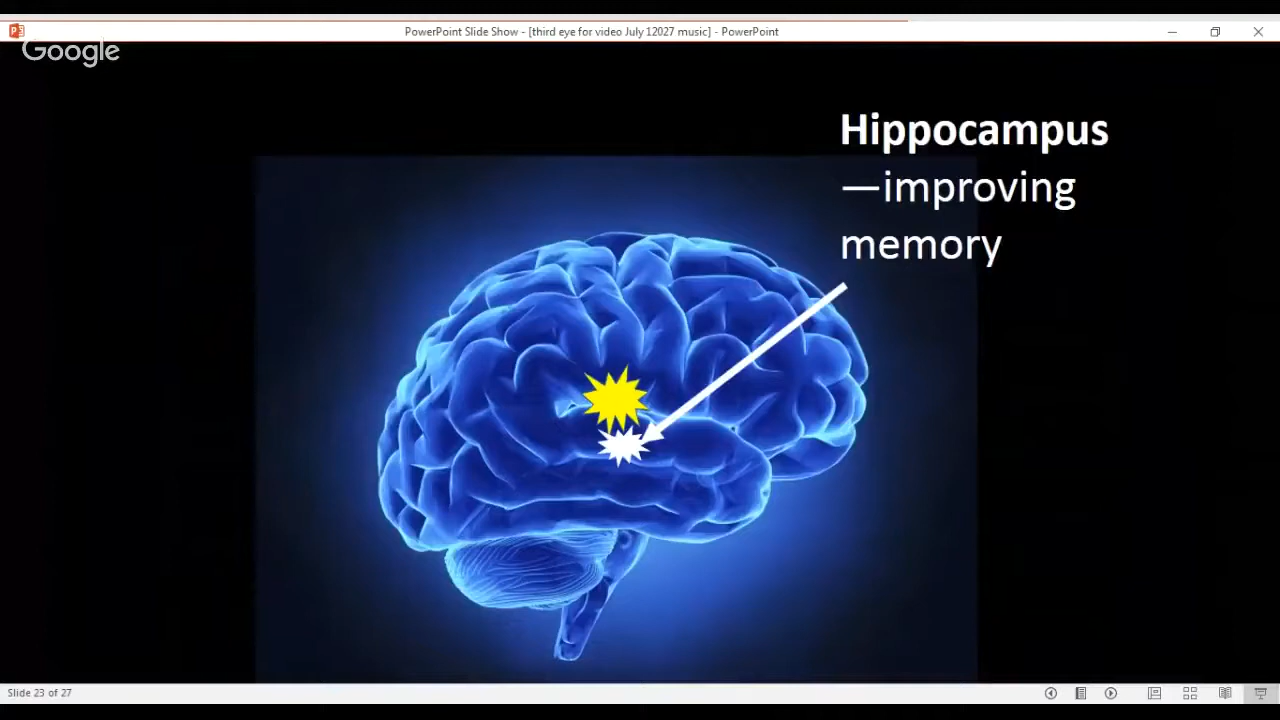 PowerPoint Slide Show - [third eye for video July 12027 music] - PowerPoint
Google
Hippocampus
—improving
memory
Slide 23 of 27